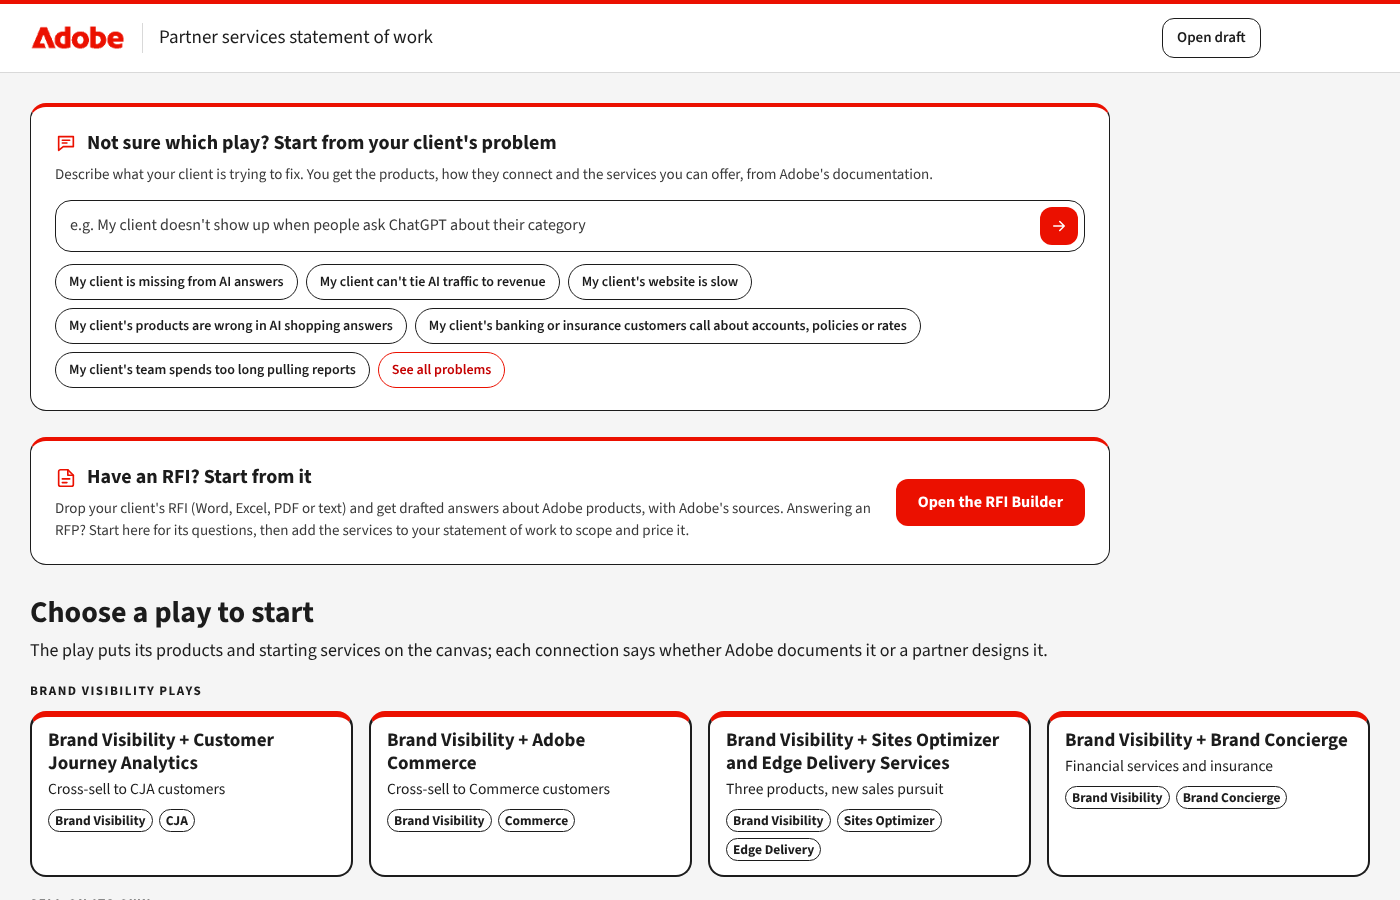 Adobe
Partner services statement of work
Open draft
Not sure which play? Start from your client's problem
Describe what your client is trying to fix. You get the products, how they connect and the services you can offer, from Adobe's documentation.
e.g. My client doesn't show up when people ask ChatGPT about their category
My client is missing from AI answers
My client can't tie AI traffic to revenue
My client's website is slow
My client's products are wrong in AI shopping answers
My client's banking or insurance customers call about accounts, policies or rates
My client's team spends too long pulling reports
See all problems
Have an RFI? Start from it
Drop your client's RFI (Word, Excel, PDF or text) and get drafted answers about Adobe products, with Adobe's sources. Answering an
RFP? Start here for its questions, then add the services to your statement of work to scope and price it.
Open the RFI Builder
Choose a play to start
The play puts its products and starting services on the canvas; each connection says whether Adobe documents it or a partner designs it.
BRAND VISIBILITY PLAYS
Brand Visibility + Customer
Journey Analytics
Cross-sell to CJA customers
Brand Visibility
CJA
Brand Visibility + Adobe
Commerce
Cross-sell to Commerce customers
Brand Visibility
Commerce
Brand Visibility + Sites Optimizer
and Edge Delivery Services
Three products, new sales pursuit
Brand Visibility
Sites Optimizer
Edge Delivery
Brand Visibility + Brand Concierge
Financial services and insurance
Brand Visibility
Brand Concierge